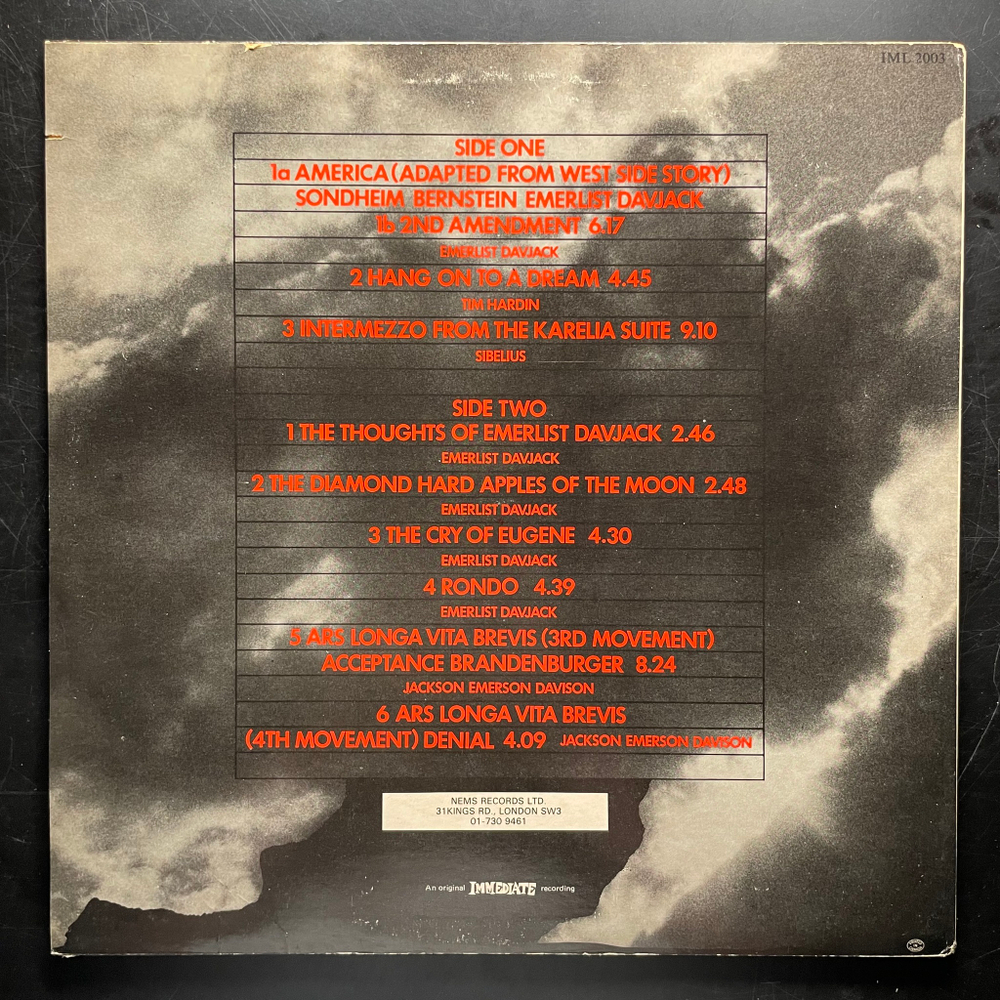 IML 2003
SIDE ONE
1a AMERICA (ADAPTED FROM WEST SIDE STORY)
SONDHEIM BERNSTEIN EMERLIST DAVJACK
1b 2ND AMENDMENT 6.17
EMERLIST DAVJACK
2 HANG ON TO A DREAM 4.45
TIM HARDIN
3 INTERMEZZO FROM THE KARELIA SUITE 9.10
SIBELIUS
SIDE TWO
1 THE THOUGHTS OF EMERLIST DAVJACK 2.46
EMERLIST DAVJACK
2 THE DIAMOND HARD APPLES OF THE MOON 2.48
EMERLIST DAVJACK
3 THE CRY OF EUGENE 4.30
EMERLIST DAVJACK
4 RONDO 4.39
EMERLIST DAVJACK
5 ARS LONGA VITA BREVIS (3RD MOVEMENT)
ACCEPTANCE BRANDENBURGER 8.24
JACKSON EMERSON DAVISON
6 ARS LONGA VITA BREVIS
(4TH MOVEMENT) DENIAL 4.09 JACKSON EMERSON DAVISON
NEMS RECORDS LTD.
31KINGS RD., LONDON SW3
01-730 9461
An original IMMEDIATE recording